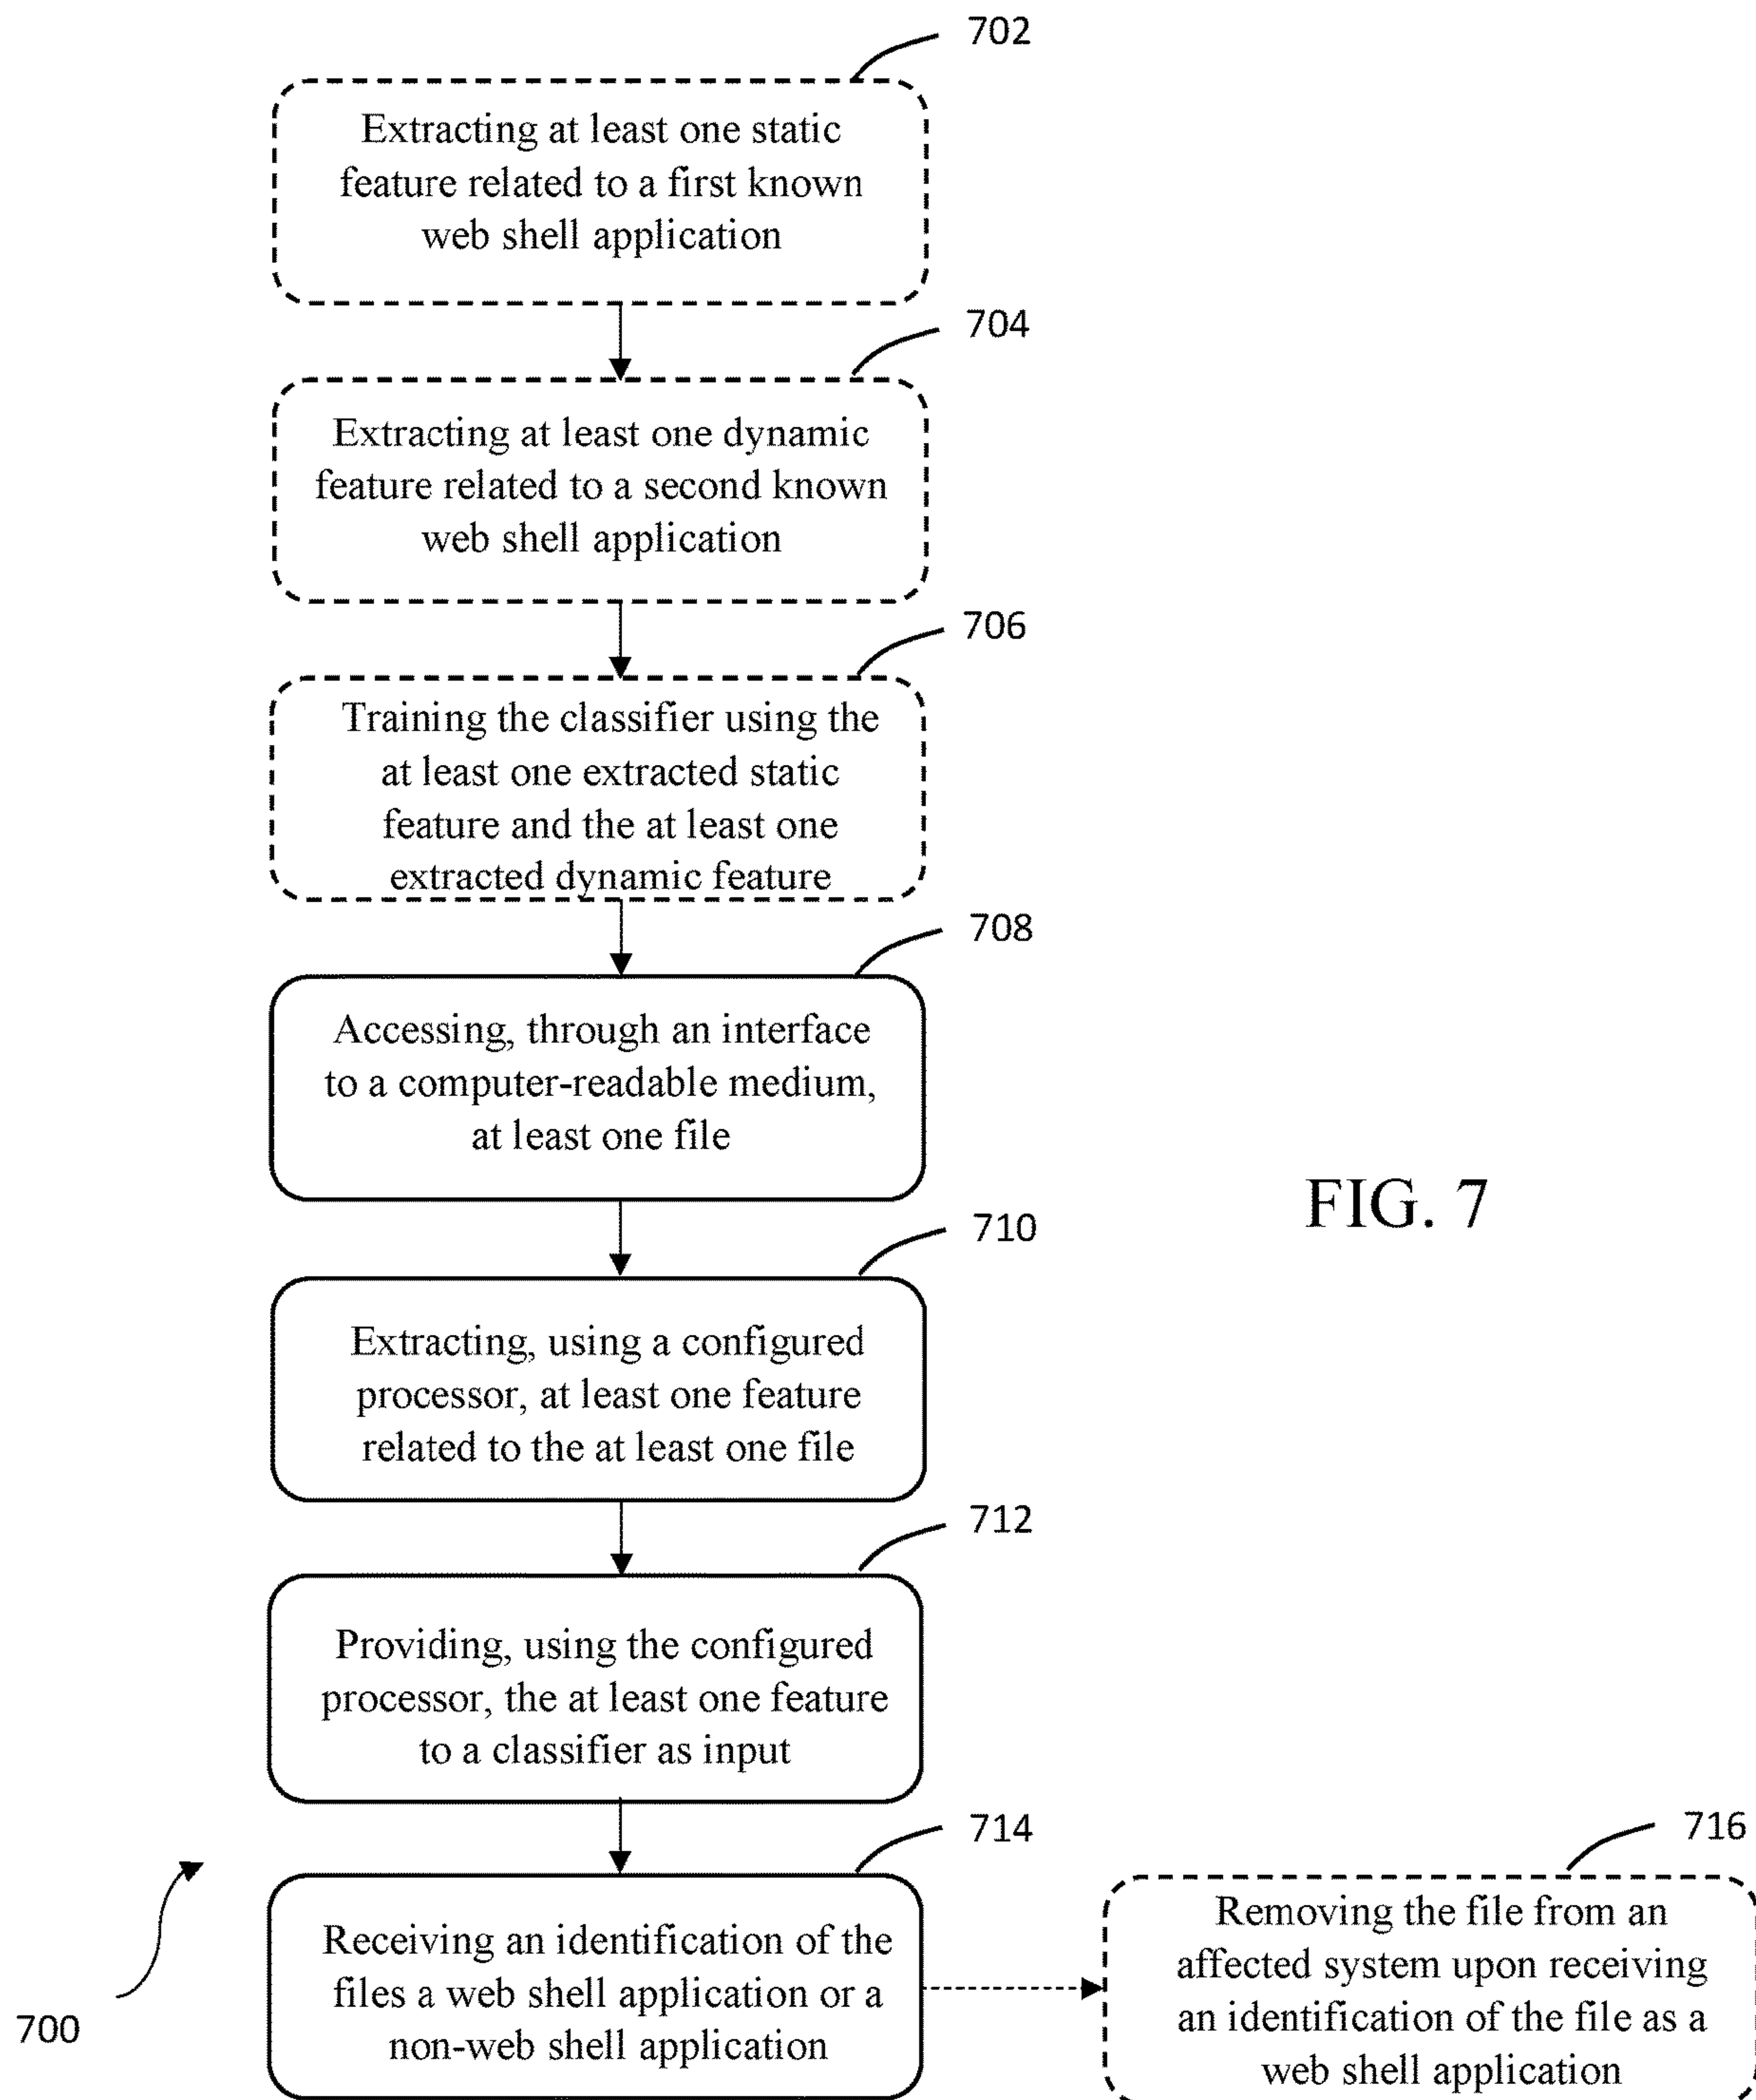 702
Extracting at least one static
feature related to a first known
web shell application
704
Extracting at least one dynamic
feature related to a second known
web shell application
706
Training the classifier using the
at least one extracted static
feature and the at least one
extracted dynamic feature
708
Accessing, through an interface
to a computer-readable medium,
at least one file
FIG. 7
710
Extracting, using a configured
processor, at least one feature
related to the at least one file
712
Providing, using the configured
processor, the at least one feature
to a classifier as input
714
Receiving an identification of the
files a web shell application or a
non-web shell application
716
Removing the file from an
affected system upon receiving
an identification of the file as a
web shell application
700